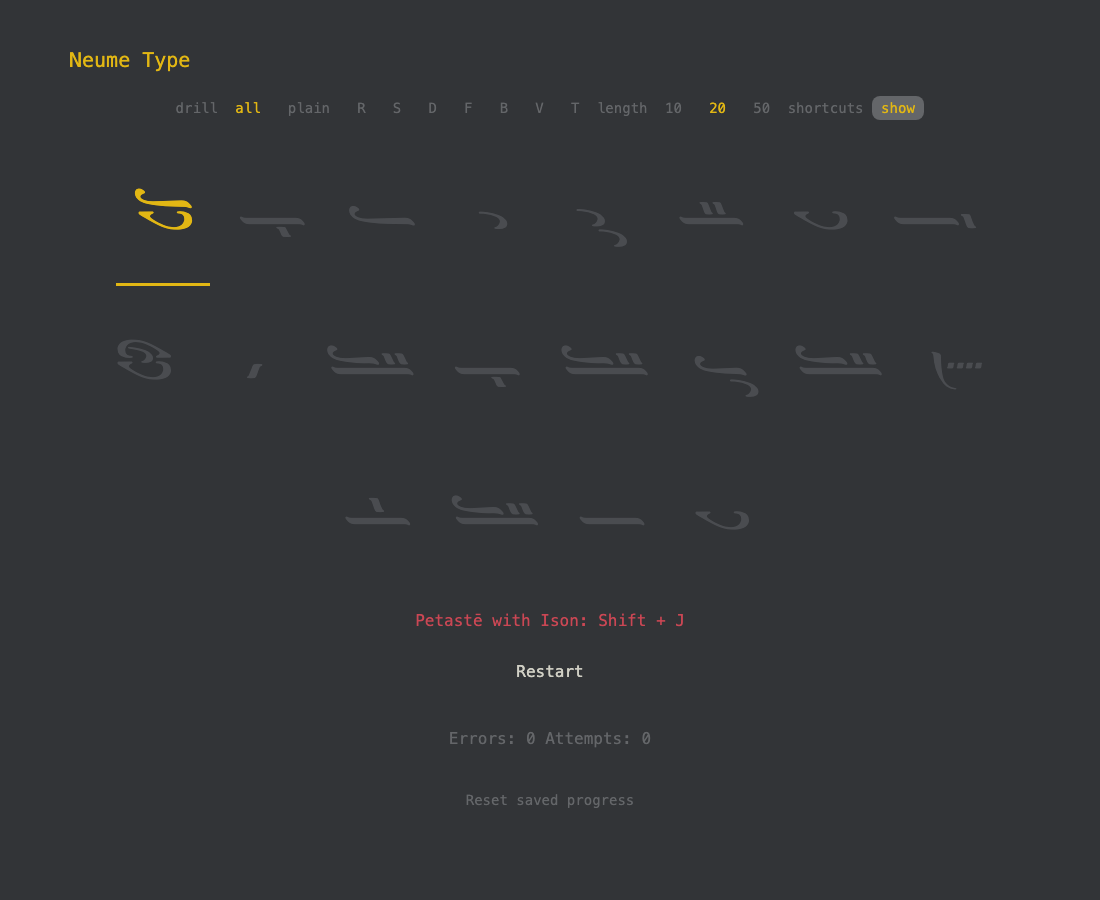 Neume Type
drill all plain R S D F B V T length 10 20 50 shortcuts show
Petastē with Ison: Shift + J
Restart
Errors: 0 Attempts: 0
Reset saved progress